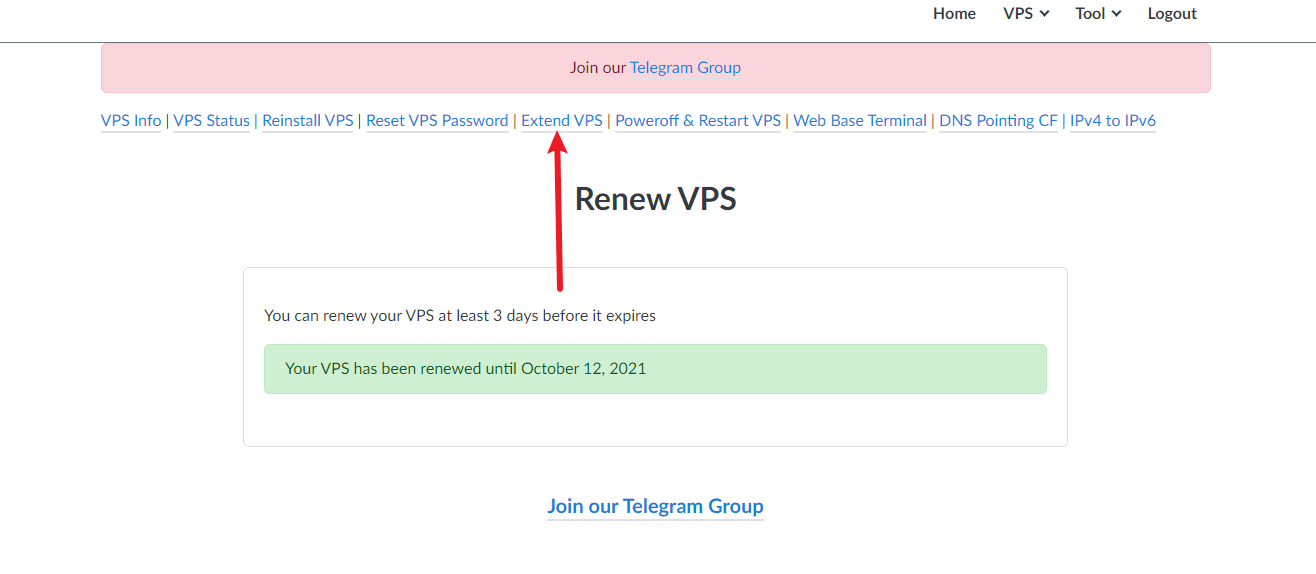 Home VPS Tool Logout
Join our Telegram Group
VPS Info | VPS Status | Reinstall VPS | Reset VPS Password | Extend VPS | Poweroff & Restart VPS | Web Base Terminal | DNS Pointing CF | IPv4 to IPv6
Renew VPS
You can renew your VPS at least 3 days before it expires
Your VPS has been renewed until October 12, 2021
Join our Telegram Group